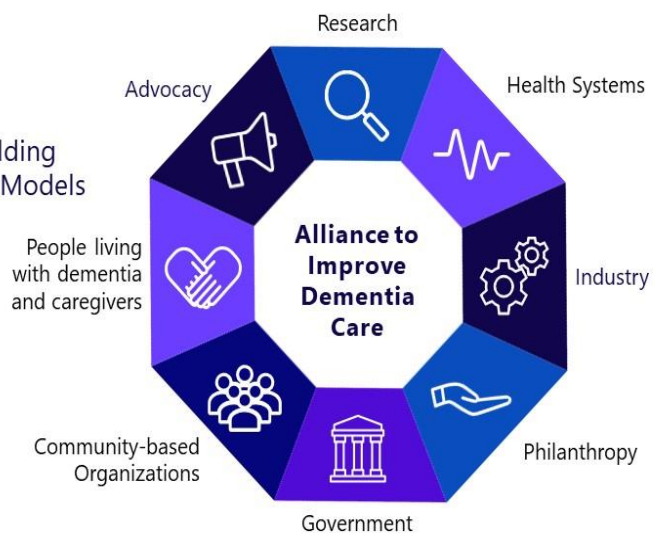 Research
Advocacy
Health Systems
lding
Models
Alliance to
Improve
Dementia
Care
People living
with dementia
and caregivers
Industry
Community-based
Organizations
Philanthropy
Government